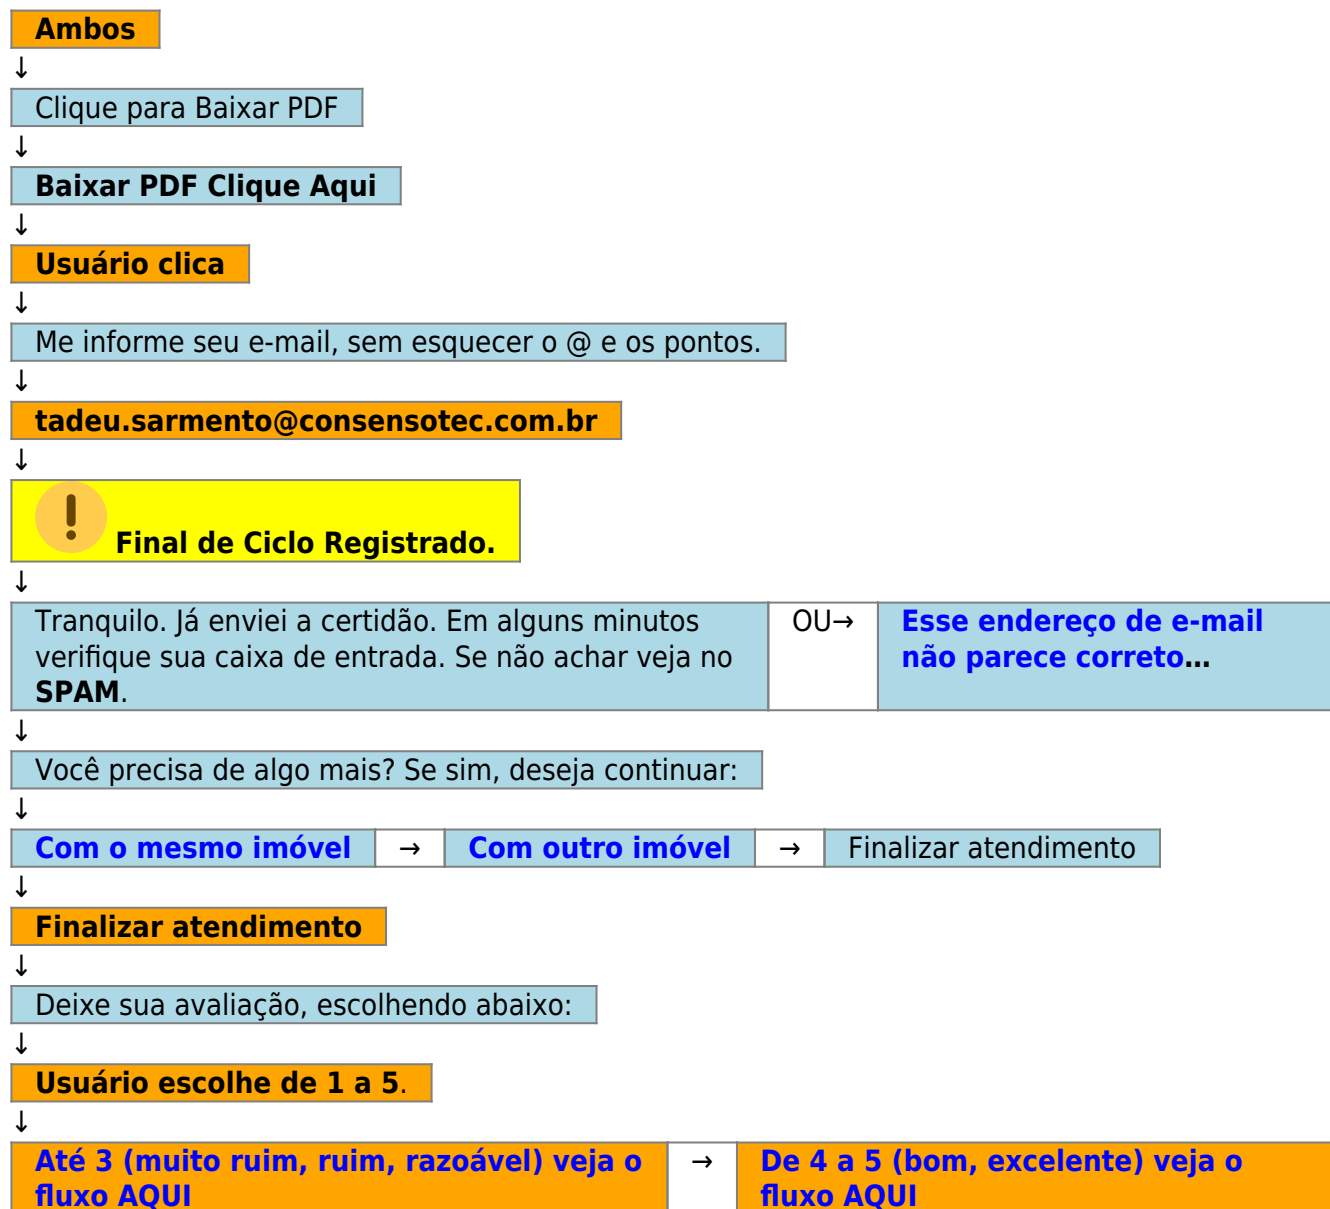 Ambos
↓
Clique para Baixar PDF
↓
Baixar PDF Clique Aqui
↓
Usuário clica
↓
Me informe seu e-mail, sem esquecer o @ e os pontos.
↓
tadeu.sarmento@consensotec.com.br
↓
Final de Ciclo Registrado.
↓
Tranquilo. Já enviei a certidão. Em alguns minutos
verifique sua caixa de entrada. Se não achar veja no
SPAM.
OU→
Esse endereço de e-mail
não parece correto...
↓
Você precisa de algo mais? Se sim, deseja continuar:
↓
Com o mesmo imóvel → Com outro imóvel → Finalizar atendimento
↓
Finalizar atendimento
↓
Deixe sua avaliação, escolhendo abaixo:
↓
Usuário escolhe de 1 a 5.
↓
Até 3 (muito ruim, ruim, razoável) veja o
fluxo AQUI
→
De 4 a 5 (bom, excelente) veja o
fluxo AQUI